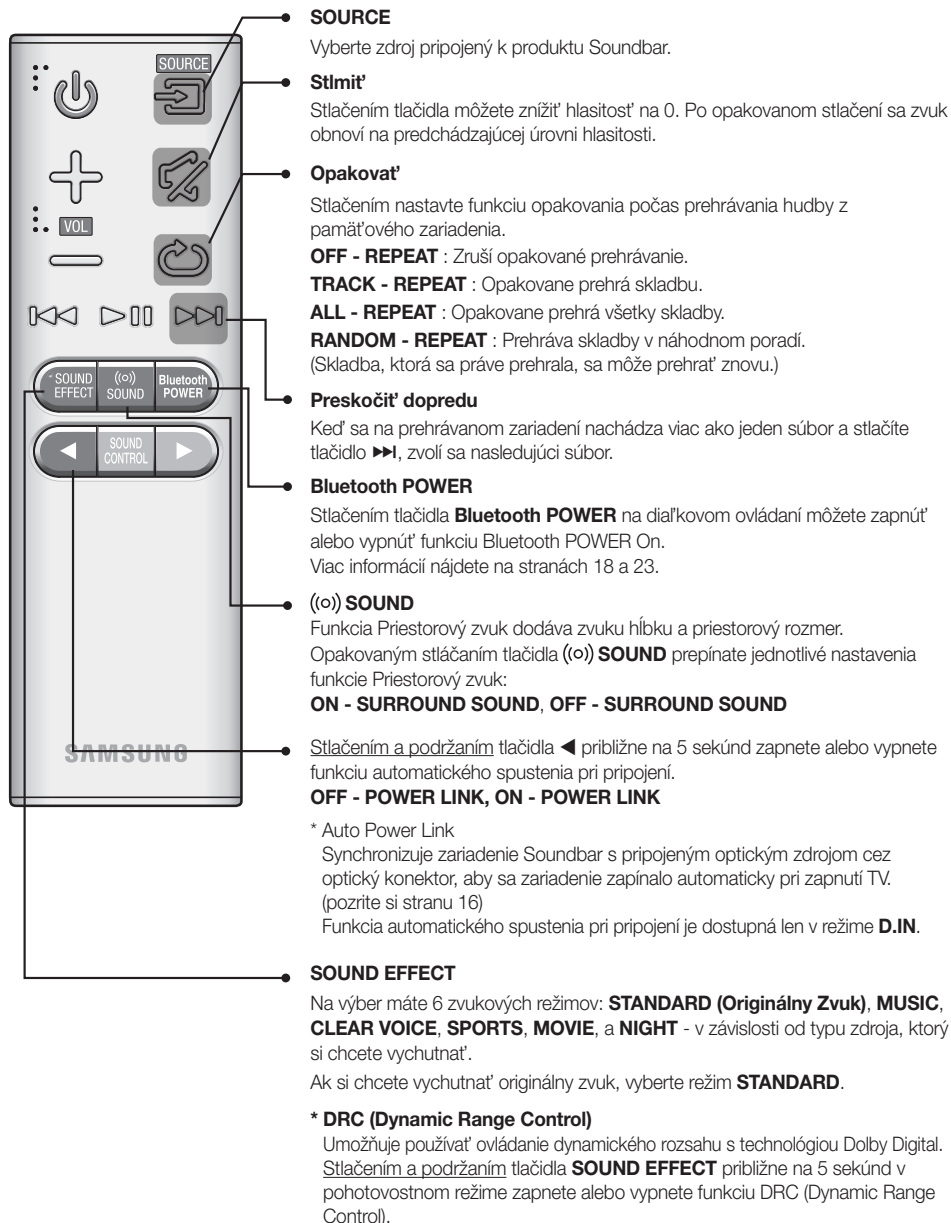 SOURCE
VOL
* SOUND EFFECT
((o)) SOUND
Bluetooth POWER
SOUND CONTROL
SAMSUNG
SOURCE
Vyberte zdroj pripojený k produktu Soundbar.
Stlmiť
Stlačením tlačidla môžete znížiť hlasitosť na 0. Po opakovanom stlačení sa zvuk
obnoví na predchádzajúcej úrovni hlasitosti.
Opakovať
Stlačením nastavte funkciu opakovania počas prehrávania hudby z
pamäťového zariadenia.
OFF - REPEAT : Zruší opakované prehrávanie.
TRACK - REPEAT : Opakovane prehrá skladbu.
ALL - REPEAT : Opakovane prehrá všetky skladby.
RANDOM - REPEAT : Prehráva skladby v náhodnom poradí.
(Skladba, ktorá sa práve prehrala, sa môže prehrať znovu.)
Preskočiť dopredu
Keď sa na prehrávanom zariadení nachádza viac ako jeden súbor a stlačíte
tlačidlo ▶▶I, zvolí sa nasledujúci súbor.
Bluetooth POWER
Stlačením tlačidla Bluetooth POWER na diaľkovom ovládaní môžete zapnúť
alebo vypnúť funkciu Bluetooth POWER On.
Viac informácií nájdete na stranách 18 a 23.
((o)) SOUND
Funkcia Priestorový zvuk dodáva zvuku hĺbku a priestorový rozmer.
Opakovaným stláčaním tlačidla ((o)) SOUND prepínate jednotlivé nastavenia
funkcie Priestorový zvuk:
ON - SURROUND SOUND, OFF - SURROUND SOUND
Stlačením a podržaním tlačidla ◀ približne na 5 sekúnd zapnete alebo vypnete
funkciu automatického spustenia pri pripojení.
OFF - POWER LINK, ON - POWER LINK
* Auto Power Link
Synchronizuje zariadenie Soundbar s pripojeným optickým zdrojom cez
optický konektor, aby sa zariadenie zapínalo automaticky pri zapnutí TV.
(pozrite si stranu 16)
Funkcia automatického spustenia pri pripojení je dostupná len v režime D.IN.
SOUND EFFECT
Na výber máte 6 zvukových režimov: STANDARD (Originálny Zvuk), MUSIC,
CLEAR VOICE, SPORTS, MOVIE, a NIGHT - v závislosti od typu zdroja, ktorý
si chcete vychutnať.
Ak si chcete vychutnať originálny zvuk, vyberte režim STANDARD.
* DRC (Dynamic Range Control)
Umožňuje používať ovládanie dynamického rozsahu s technológiou Dolby Digital.
Stlačením a podržaním tlačidla SOUND EFFECT približne na 5 sekúnd v
pohotovostnom režime zapnete alebo vypnete funkciu DRC (Dynamic Range
Control).